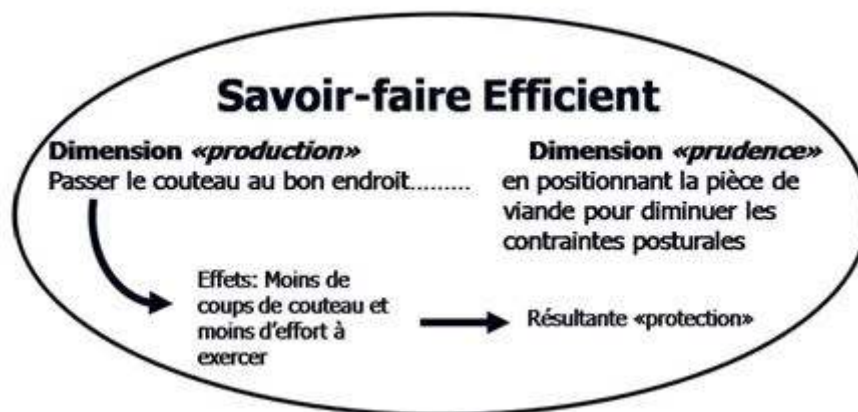 Savoir-faire Efficient
Dimension «production»
Passer le couteau au bon endroit.........
Dimension «prudence»
en positionnant la pièce de
viande pour diminuer les
contraintes posturales
Effets: Moins de
coups de couteau et
moins d'effort à
exercer
Résultante «protection»